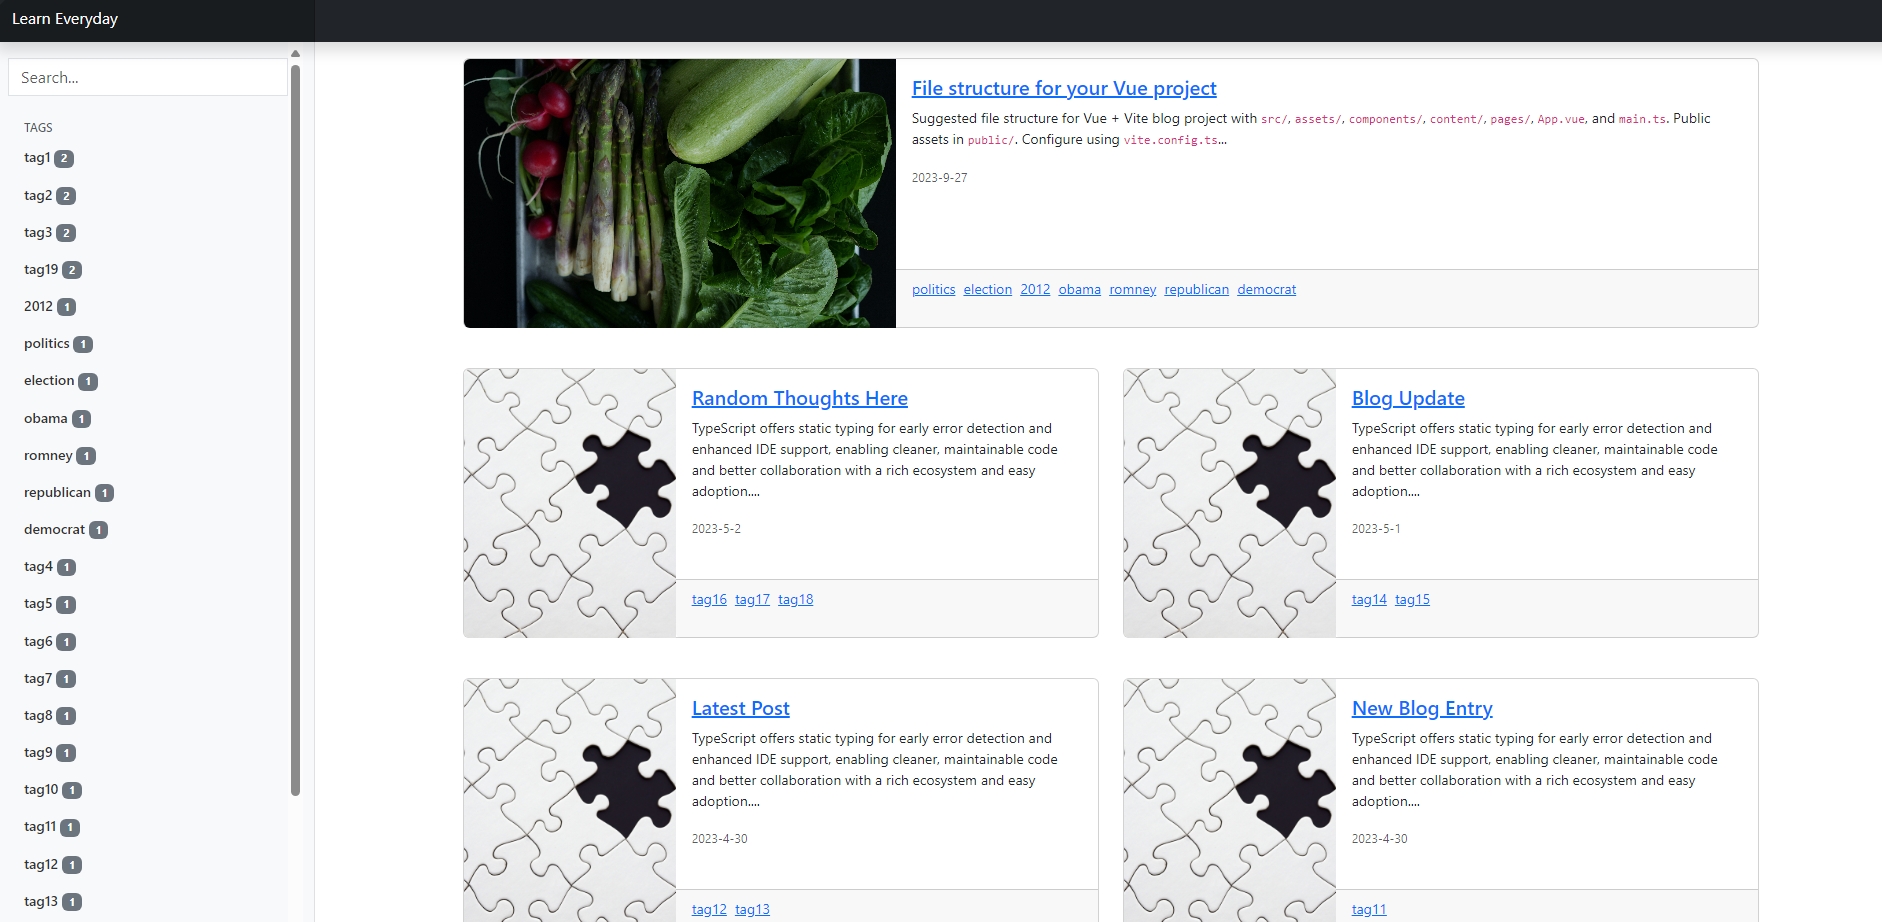 Learn Everyday
Search...
TAGS
tag1 2
tag2 2
tag3 2
tag19 2
2012 1
politics 1
election 1
obama 1
romney 1
republican 1
democrat 1
tag4 1
tag5 1
tag6 1
tag7 1
tag8 1
tag9 1
tag10 1
tag11 1
tag12 1
tag13 1
File structure for your Vue project
Suggested file structure for Vue + Vite blog project with src/, assets/, components/, content/, pages/, App.vue, and main.ts. Public
assets in public/. Configure using vite.config.ts...
2023-9-27
politics election 2012 obama romney republican democrat
Random Thoughts Here
TypeScript offers static typing for early error detection and
enhanced IDE support, enabling cleaner, maintainable code
and better collaboration with a rich ecosystem and easy
adoption....
2023-5-2
tag16 tag17 tag18
Blog Update
TypeScript offers static typing for early error detection and
enhanced IDE support, enabling cleaner, maintainable code
and better collaboration with a rich ecosystem and easy
adoption....
2023-5-1
tag14 tag15
Latest Post
TypeScript offers static typing for early error detection and
enhanced IDE support, enabling cleaner, maintainable code
and better collaboration with a rich ecosystem and easy
adoption....
2023-4-30
tag12 tag13
New Blog Entry
TypeScript offers static typing for early error detection and
enhanced IDE support, enabling cleaner, maintainable code
and better collaboration with a rich ecosystem and easy
adoption....
2023-4-30
tag11